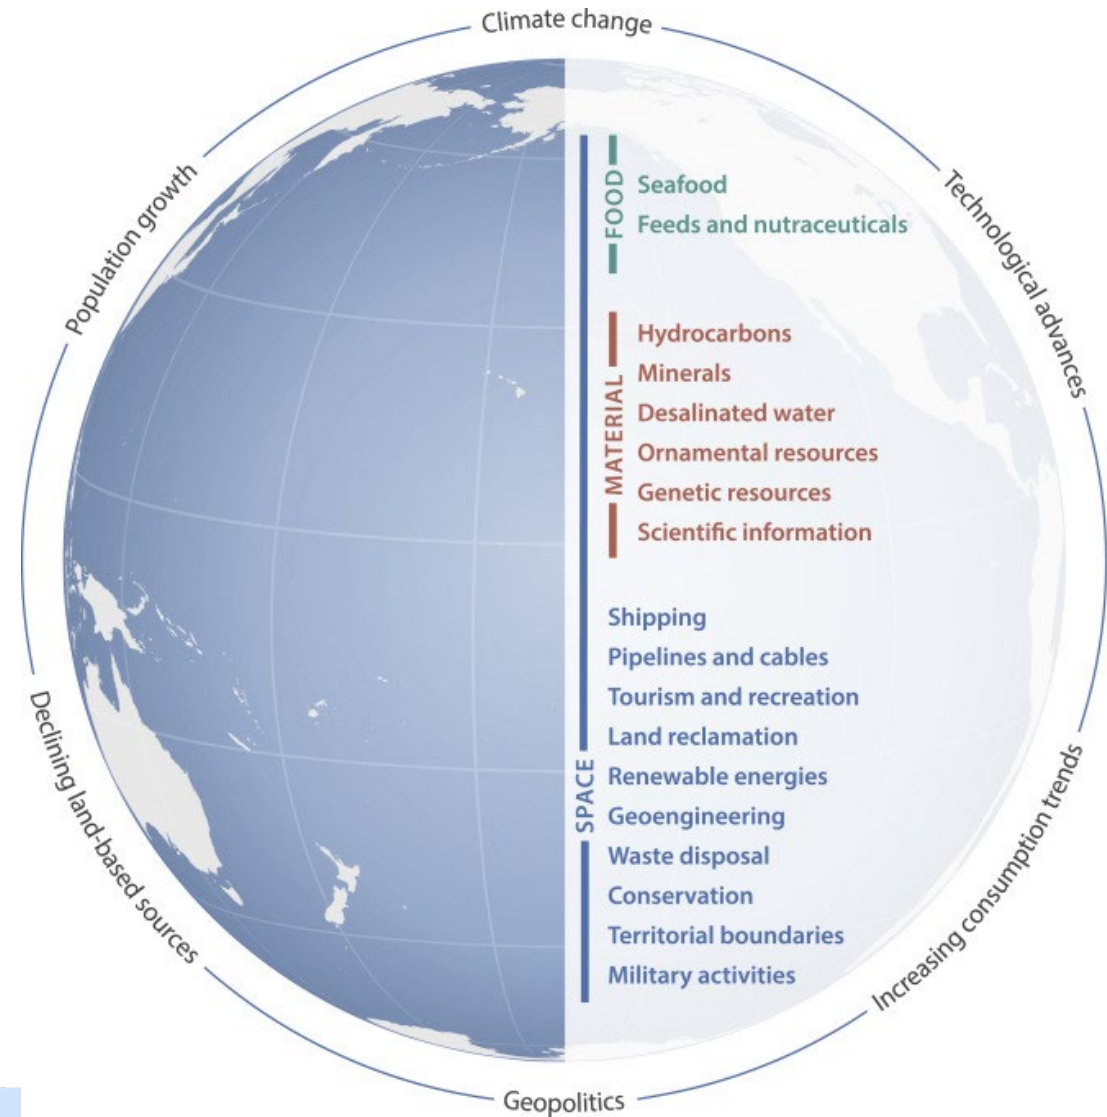 Climate change
Technological advances
Increasing consumption trends
Geopolitics
Declining land-based sources
Population growth
FOOD
Seafood
Feeds and nutraceuticals
MATERIAL
Hydrocarbons
Minerals
Desalinated water
Ornamental resources
Genetic resources
Scientific information
SPACE
Shipping
Pipelines and cables
Tourism and recreation
Land reclamation
Renewable energies
Geoengineering
Waste disposal
Conservation
Territorial boundaries
Military activities